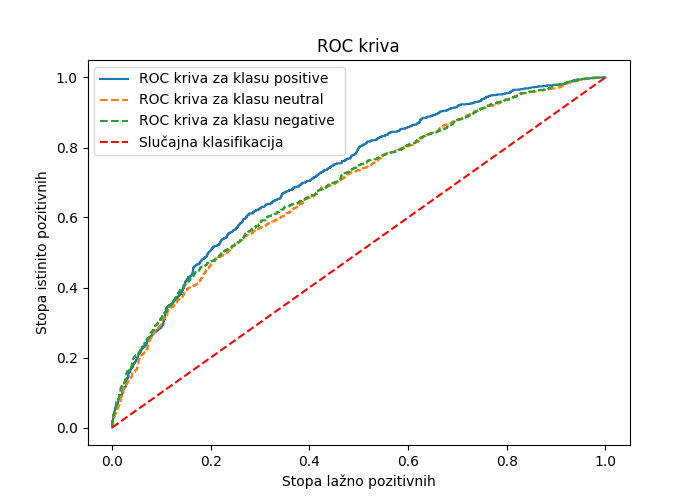 ROC kriva
ROC kriva za klasu positive
ROC kriva za klasu neutral
ROC kriva za klasu negative
Slučajna klasifikacija
Stopa istinito pozitivnih
1.0
0.8
0.6
0.4
0.2
0.0
0.0 0.2 0.4 0.6 0.8 1.0
Stopa lažno pozitivnih